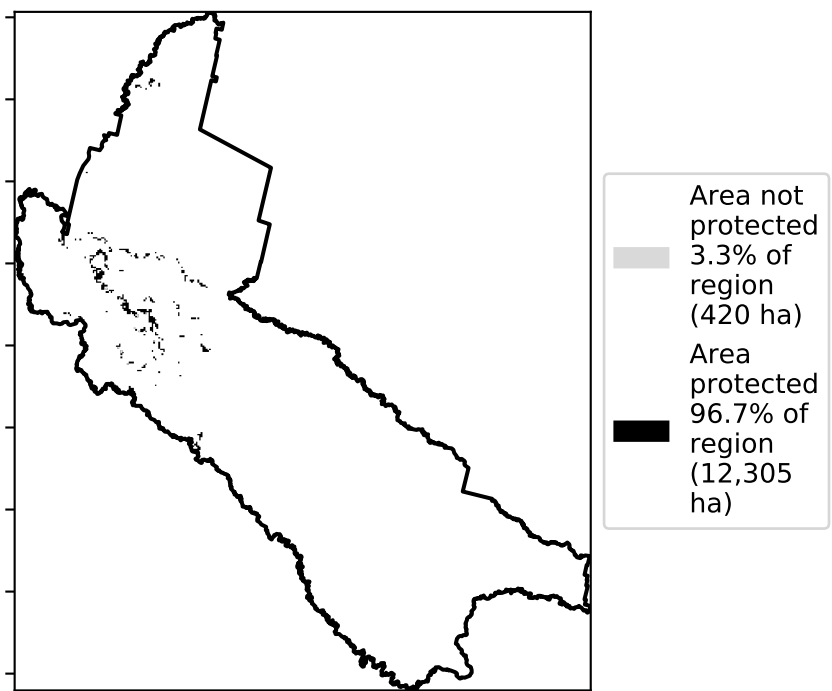 Area not
protected
3.3% of
region
(420 ha)
Area
protected
96.7% of
region
(12,305
ha)